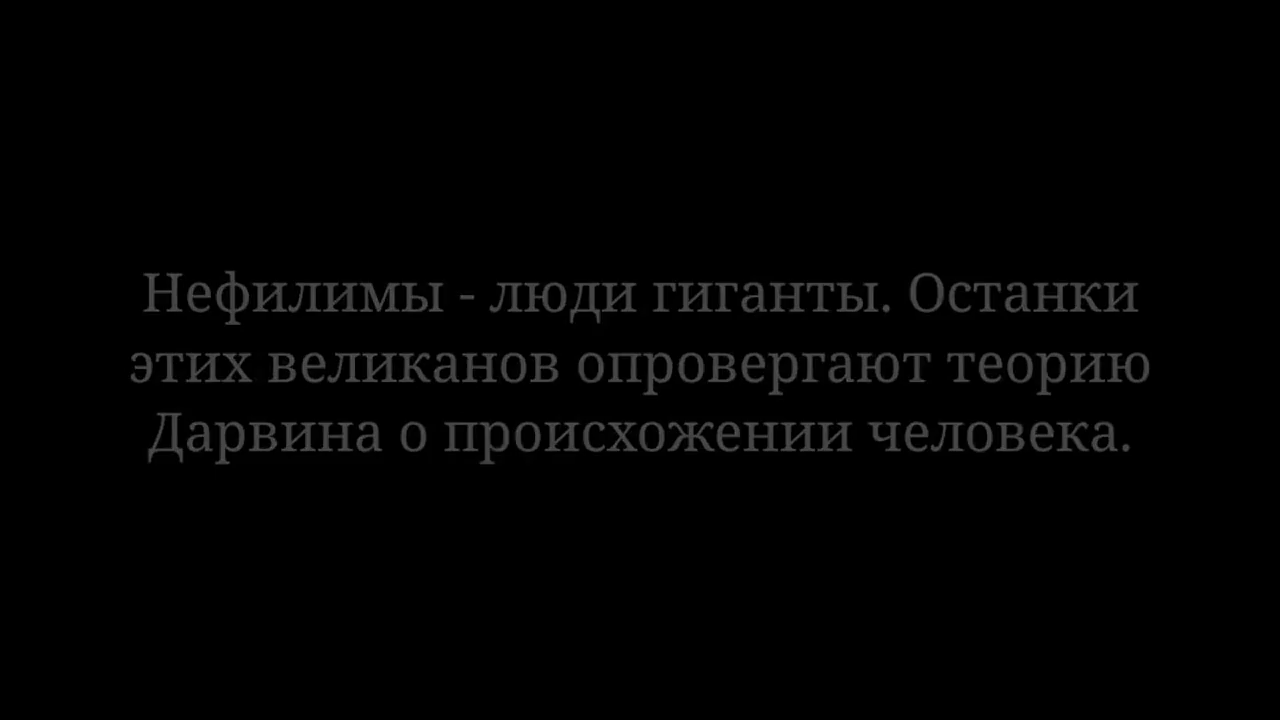 Нефилимы - люди гиганты. Останки
этих великанов опровергают теорию
Дарвина о происхожении человека.